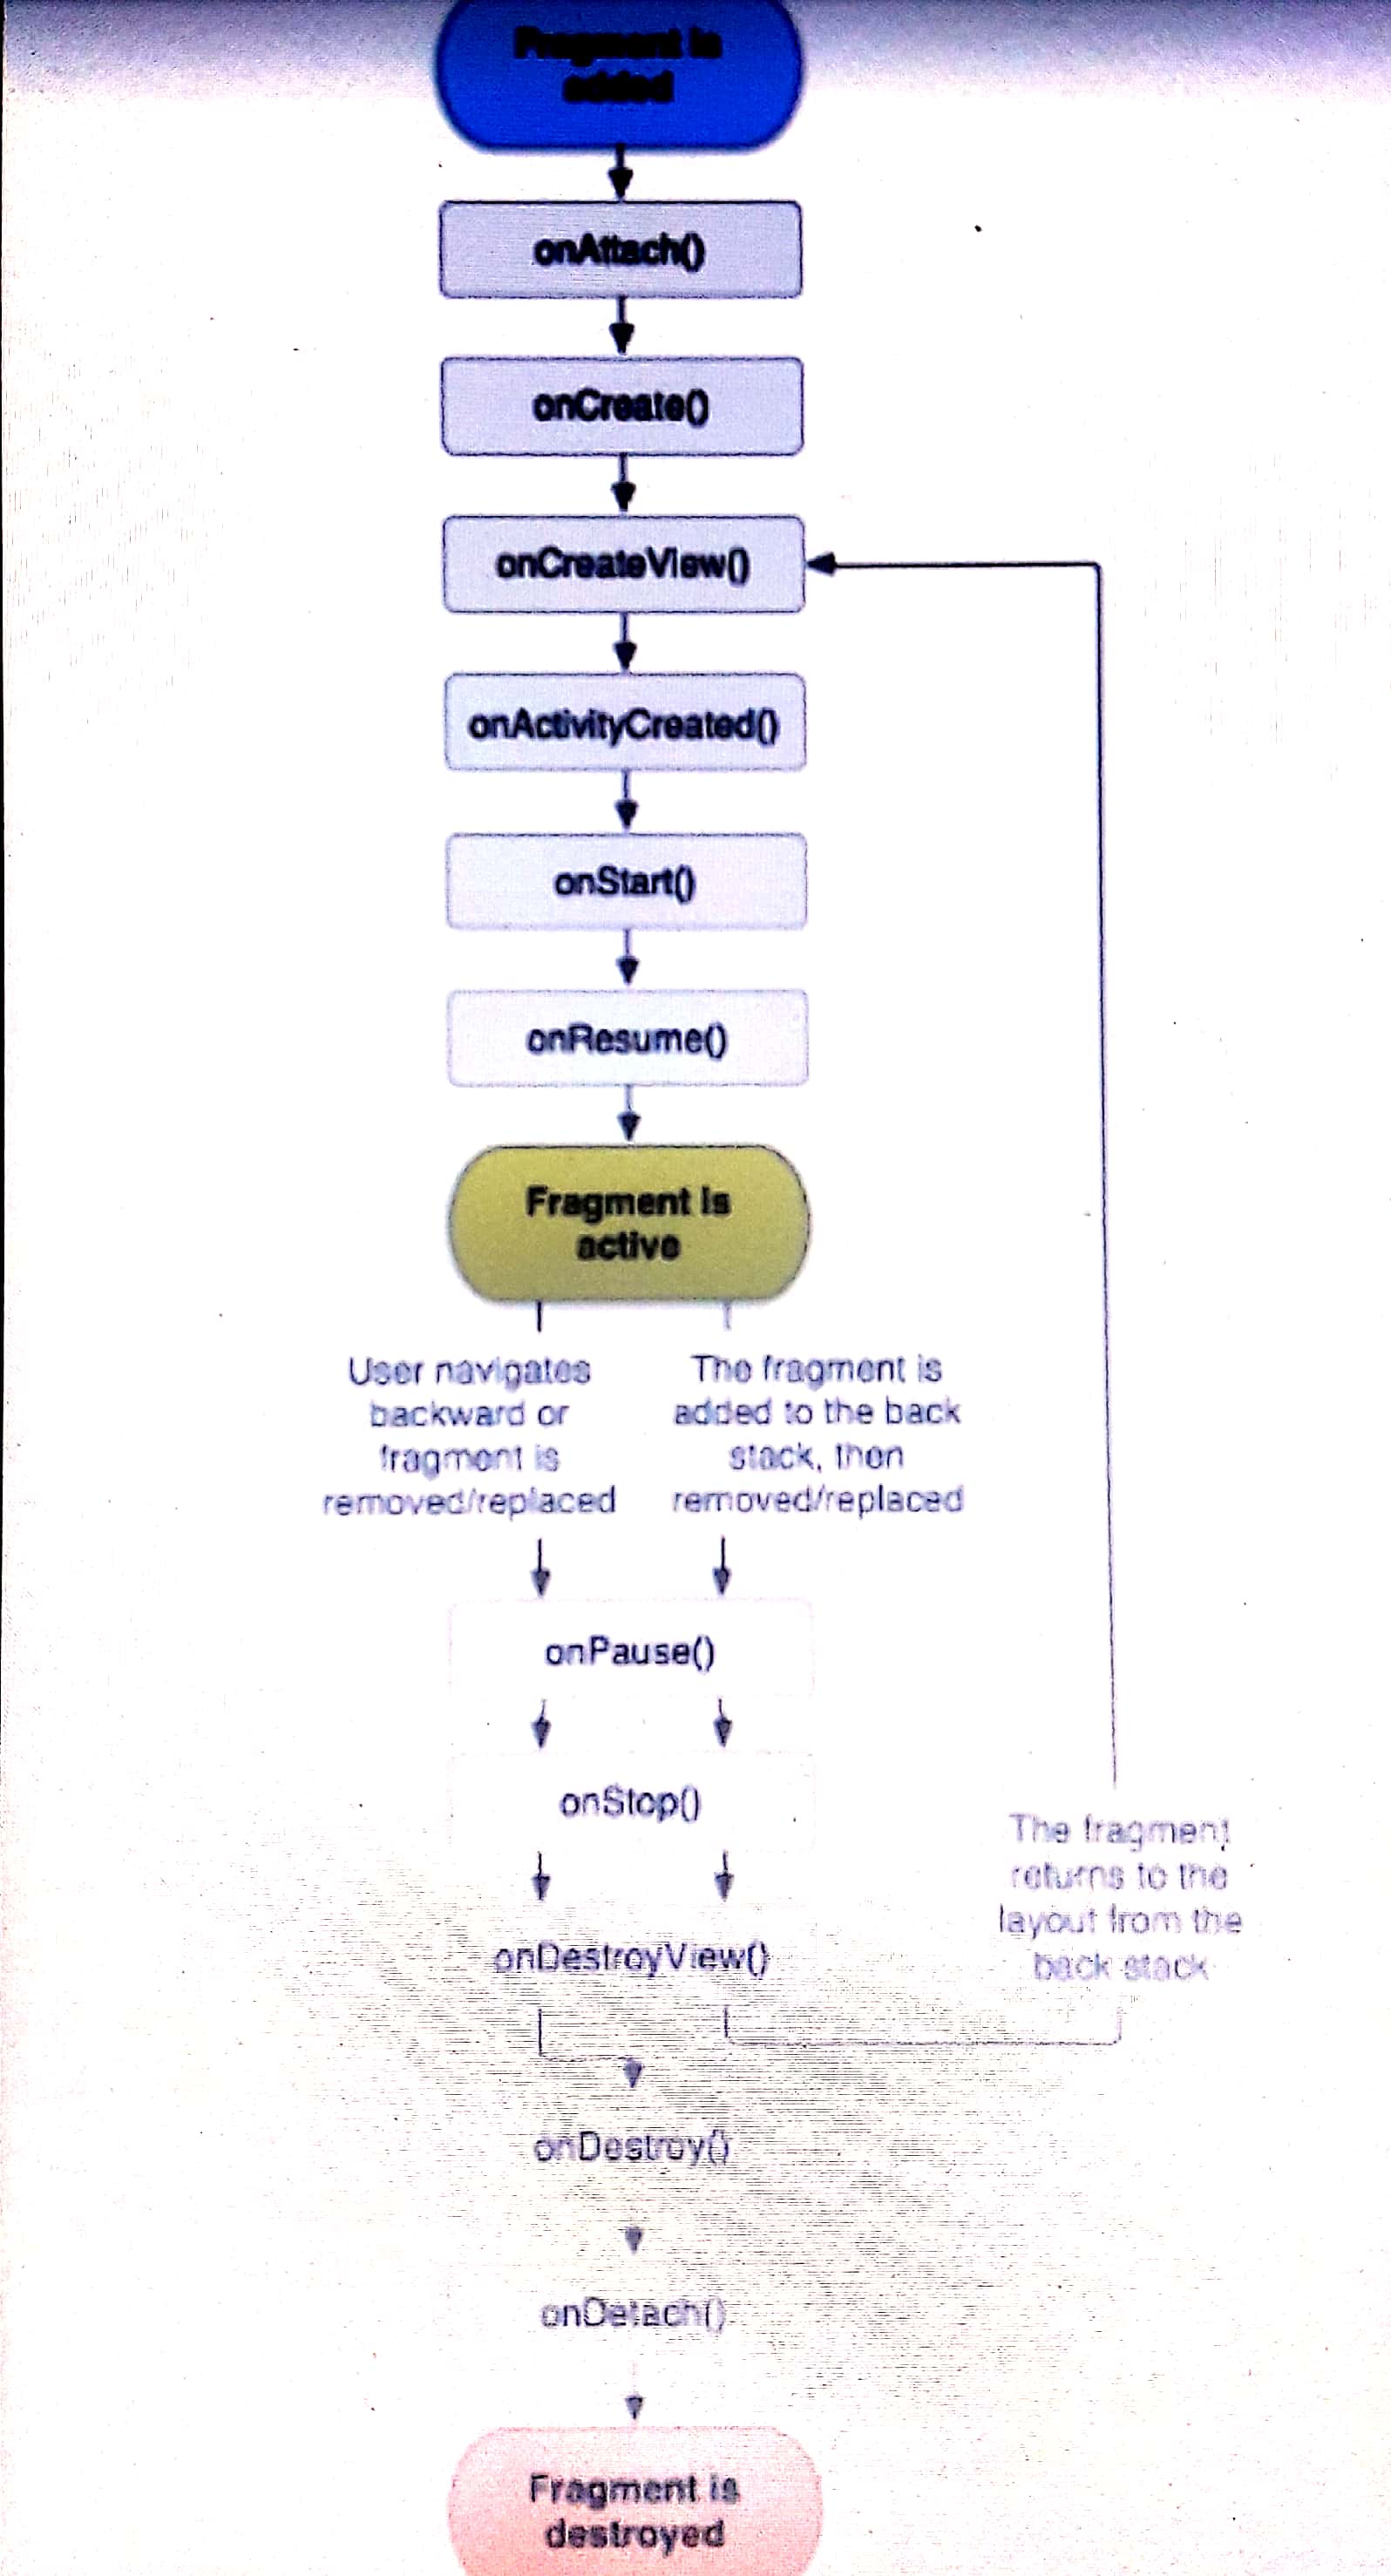 Fragment is
added
onAttach()
onCreate()
onCreateView()
onActivityCreated()
onStart()
onResume()
Fragment is
active
User navigates
backward or
fragment is
removed/replaced
The fragment is
added to the back
stack, then
removed/replaced
onPause()
onStop()
The fragment
returns to the
layout from the
back stack
onDestroyView()
onDestroy()
onDetach()
Fragment is
destroyed